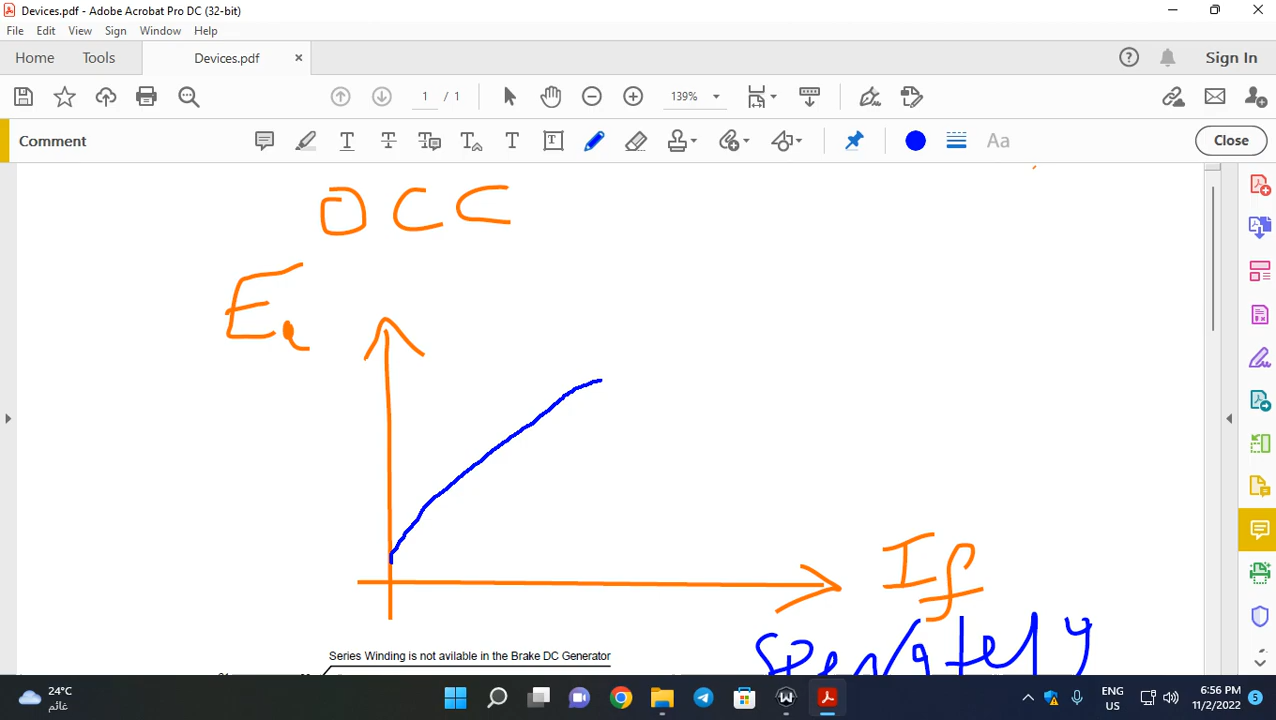 Devices.pdf - Adobe Acrobat Pro DC (32-bit)
File Edit View Sign Window Help
Home Tools Devices.pdf Sign In
1 / 1 139%
Comment T T T T T T Aa Close
OCC
Ea
If
Series Winding is not avilable in the Brake DC Generator
24°C
غائم
ENG
US
6:56 PM
11/2/2022
5